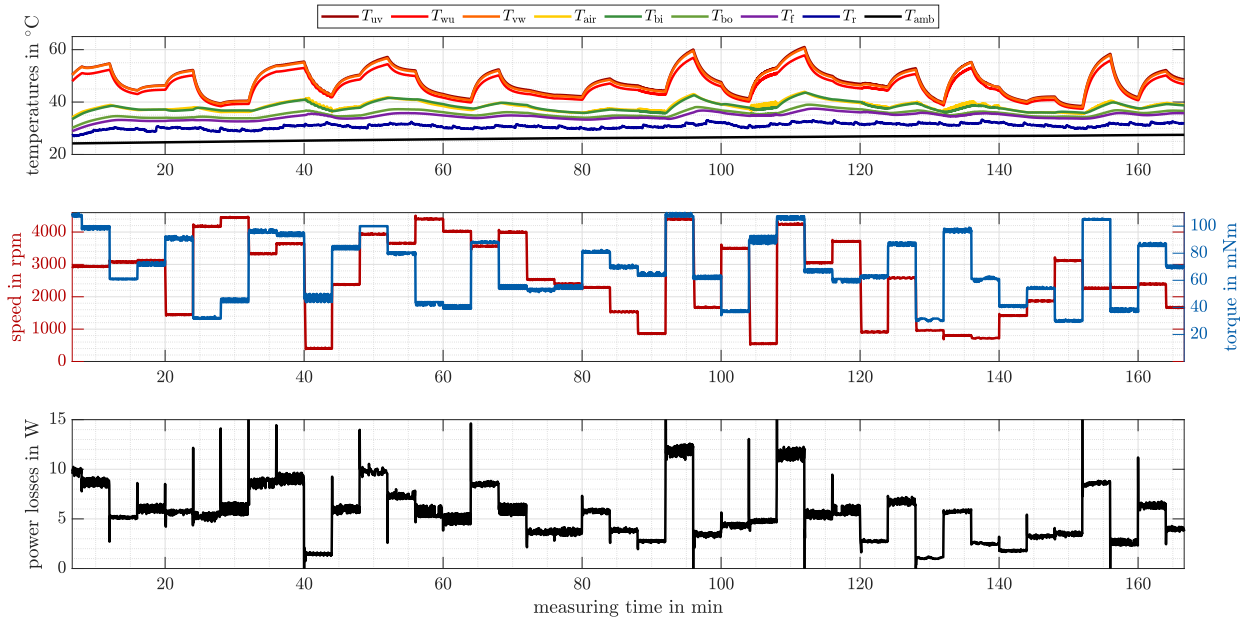 T_uv T_wu T_vw T_air T_bi T_bo T_f T_r T_amb
temperatures in °C
60
40
20
20 40 60 80 100 120 140 160
speed in rpm
4000
3000
2000
1000
0
100
80
60
40
20
torque in mNm
20 40 60 80 100 120 140 160
power losses in W
15
10
5
0
20 40 60 80 100 120 140 160
measuring time in min